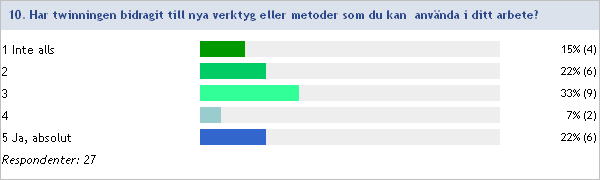 10. Har twinningen bidragit till nya verktyg eller metoder som du kan använda i ditt arbete?
1 Inte alls 15% (4)
2 22% (6)
3 33% (9)
4 7% (2)
5 Ja, absolut 22% (6)
Respondenter: 27